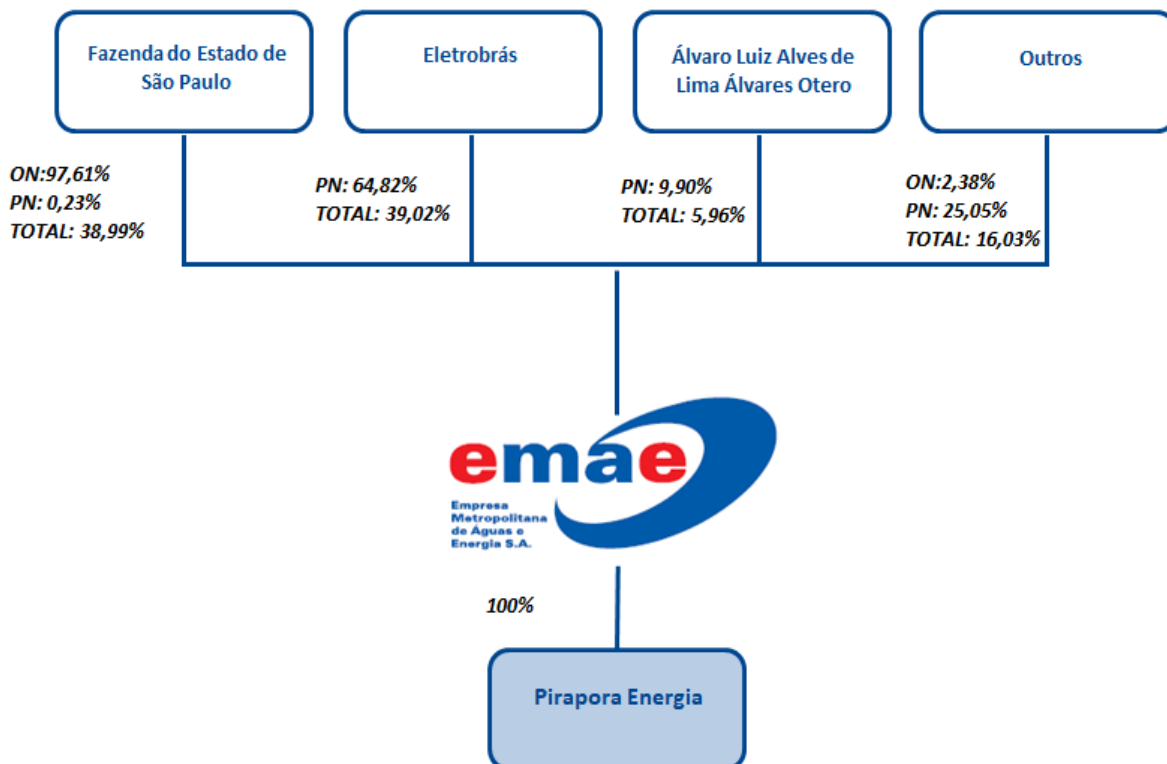 Fazenda do Estado de
São Paulo
Eletrobrás
Álvaro Luiz Alves de
Lima Álvares Otero
Outros
ON:97,61%
PN: 0,23%
TOTAL: 38,99%
PN: 64,82%
TOTAL: 39,02%
PN: 9,90%
TOTAL: 5,96%
ON:2,38%
PN: 25,05%
TOTAL: 16,03%
emae
Empresa
Metropolitana
de Águas e
Energia S.A.
100%
Pirapora Energia